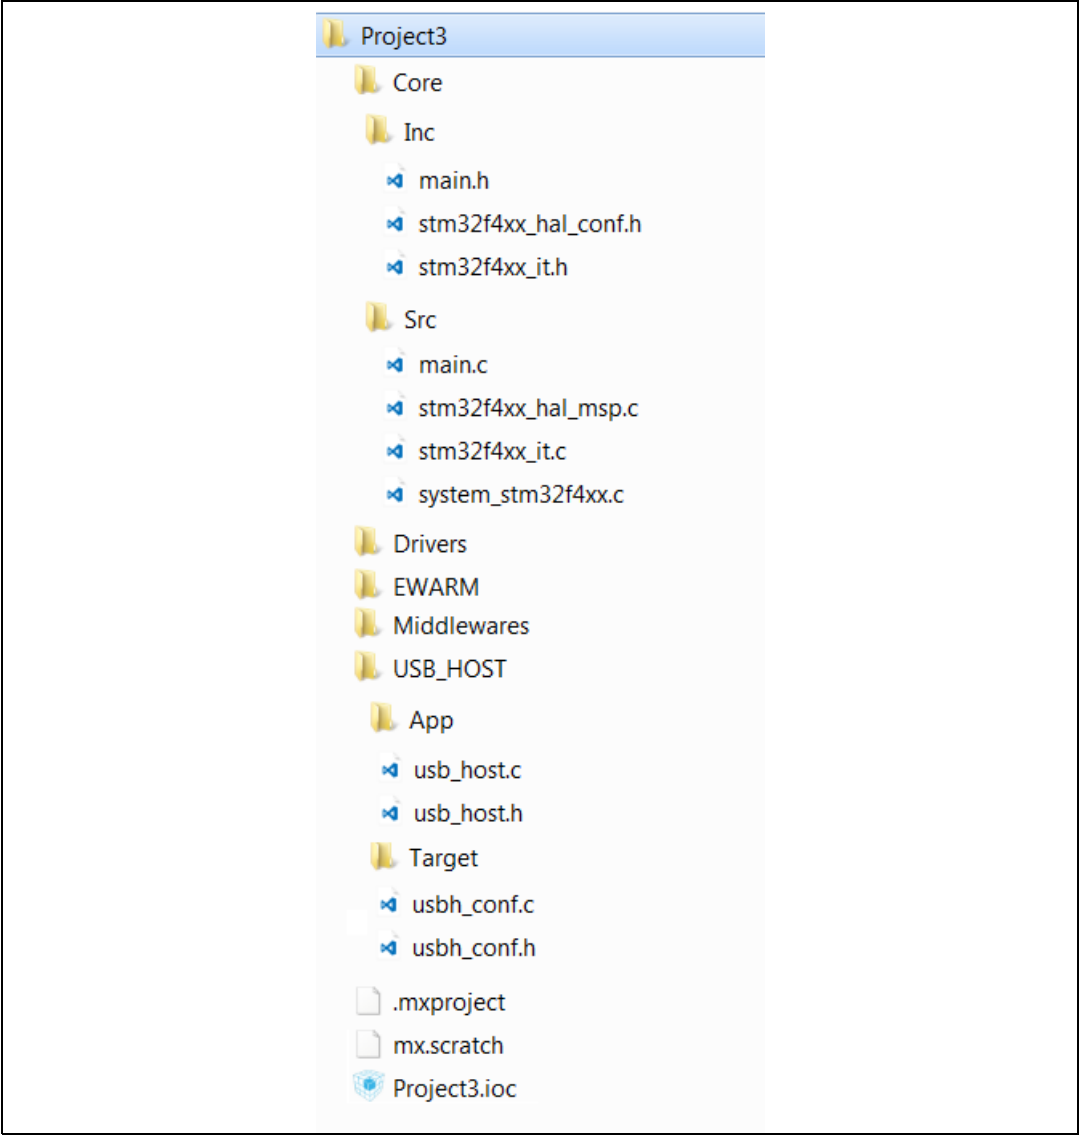 Project3
Core
Inc
main.h
stm32f4xx_hal_conf.h
stm32f4xx_it.h
Src
main.c
stm32f4xx_hal_msp.c
stm32f4xx_it.c
system_stm32f4xx.c
Drivers
EWARM
Middlewares
USB_HOST
App
usb_host.c
usb_host.h
Target
usbh_conf.c
usbh_conf.h
.mxproject
mx.scratch
Project3.ioc